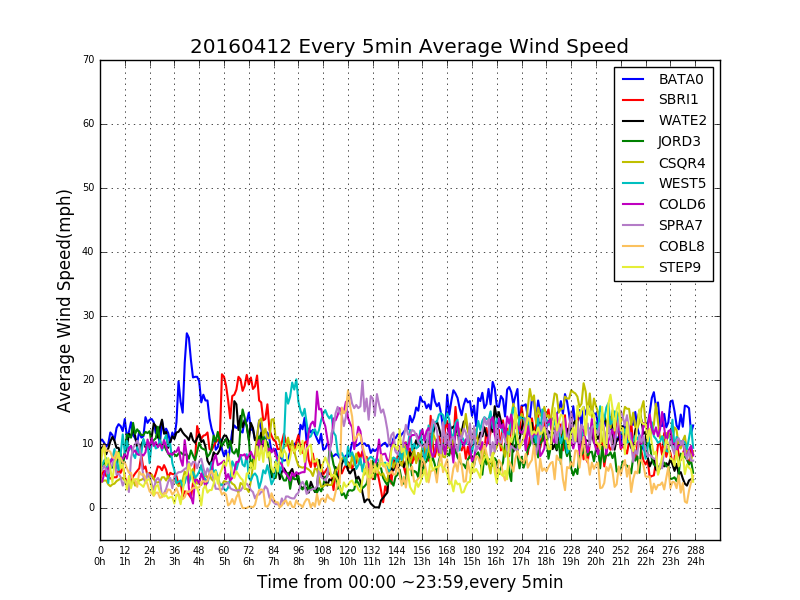 20160412 Every 5min Average Wind Speed
70
60
50
40
30
20
10
0
Average Wind Speed(mph)
BATA0
SBRI1
WATE2
JORD3
CSQR4
WEST5
COLD6
SPRA7
COBL8
STEP9
0 12 24 36 48 60 72 84 96 108 120 132 144 156 168 180 192 204 216 228 240 252 264 276 288
0h 1h 2h 3h 4h 5h 6h 7h 8h 9h 10h 11h 12h 13h 14h 15h 16h 17h 18h 19h 20h 21h 22h 23h 24h
Time from 00:00 ~23:59,every 5min